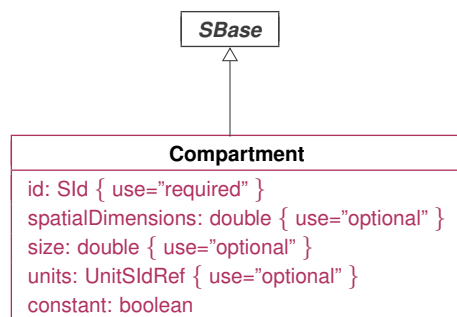 SBase
Compartment
id: SId { use=”required” }
spatialDimensions: double { use=”optional” }
size: double { use=”optional” }
units: UnitSIdRef { use=”optional” }
constant: boolean